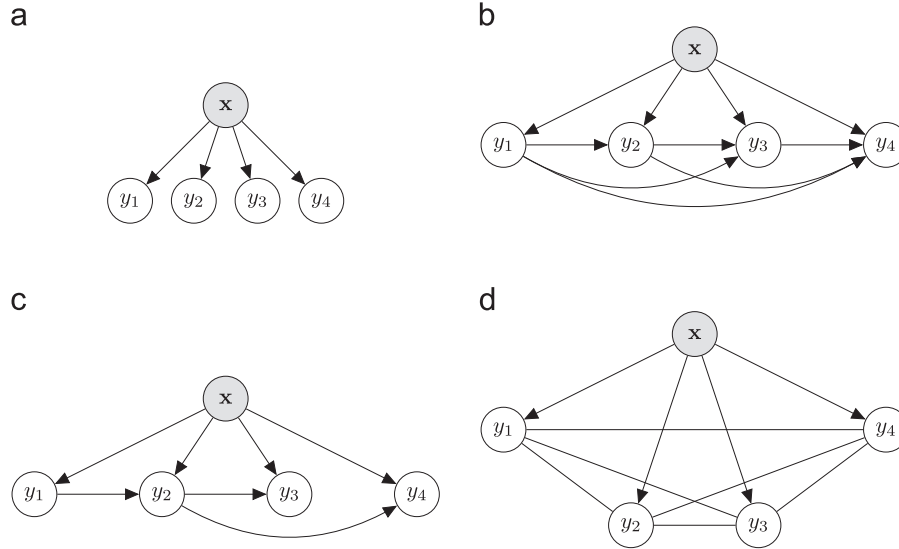 a
x
y₁ y₂ y₃ y₄
b
x
y₁ y₂ y₃ y₄
c
x
y₁ y₂ y₃ y₄
d
x
y₁ y₄
y₂ y₃